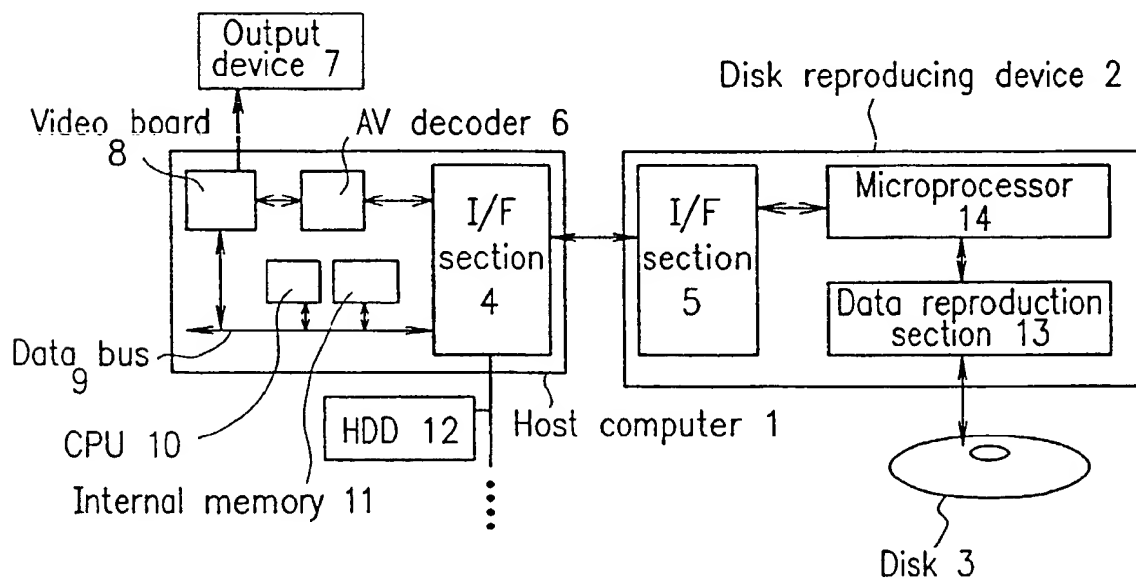 Output
device 7
Disk reproducing device 2
Video board
8
AV decoder 6
I/F
section
4
I/F
section
5
Microprocessor
14
Data reproduction
section 13
Data bus
9
CPU 10
HDD 12
Host computer 1
Internal memory 11
Disk 3